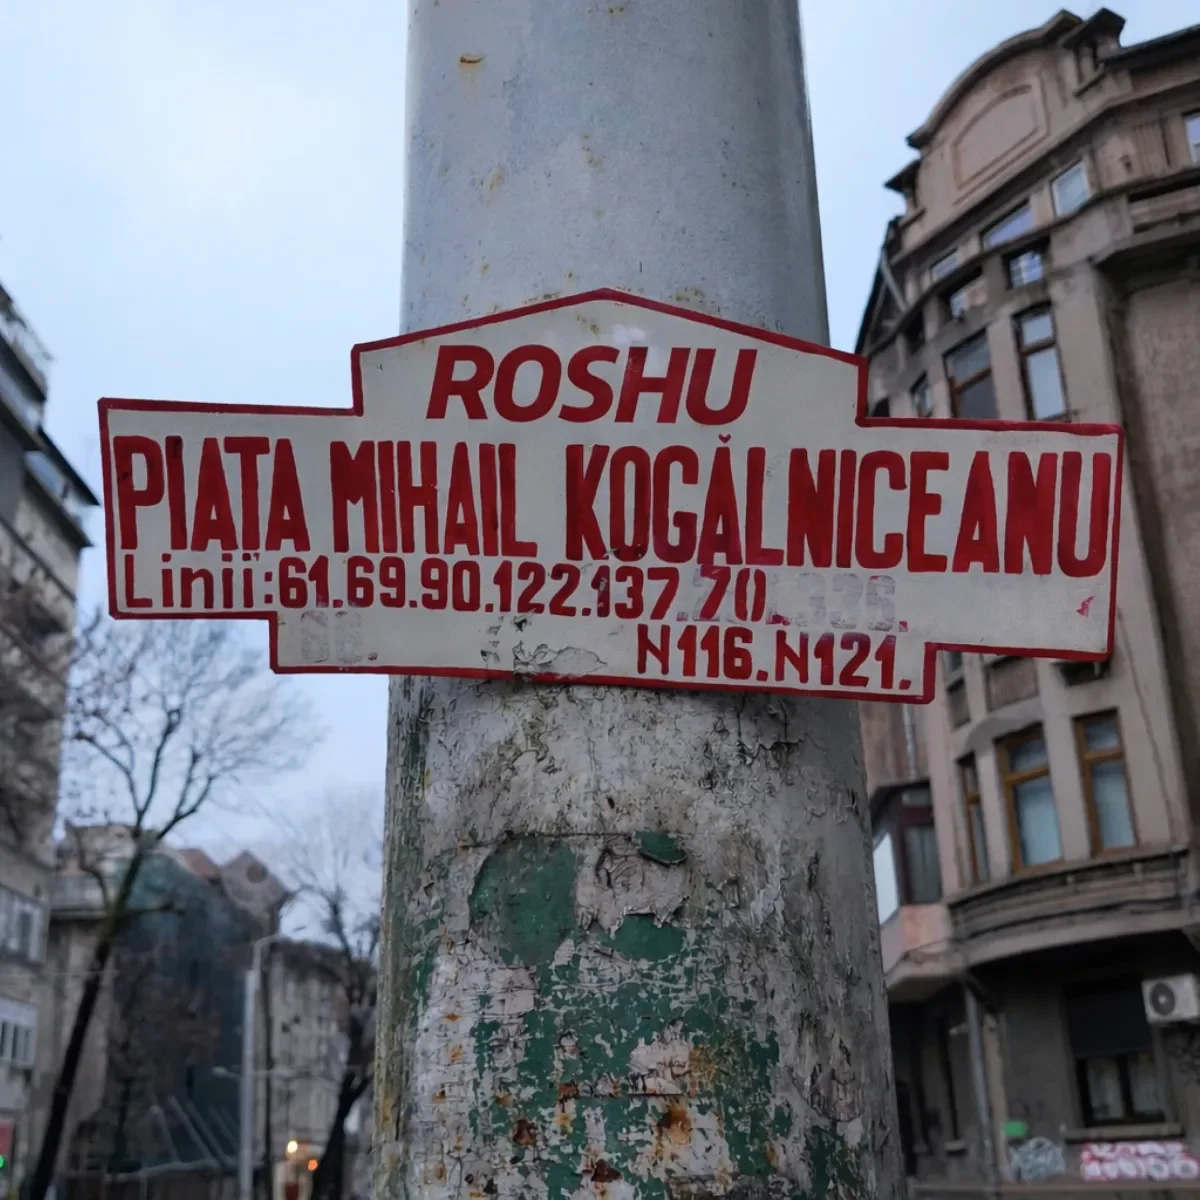 ROSHU
PIATA MIHAIL KOGĂLNICEANU
Linii:61.69.90.122.137.70
N116.N121.